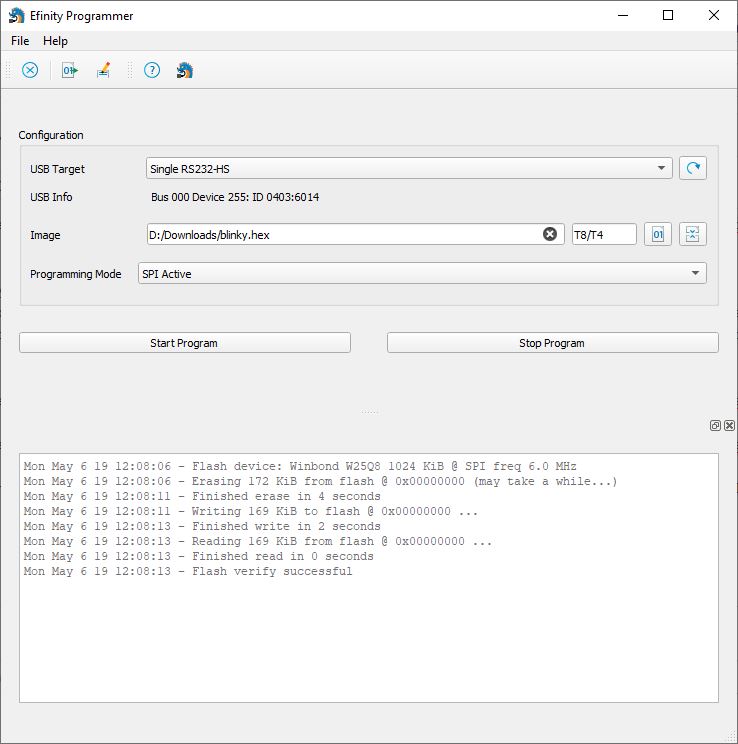 Efinity Programmer
File Help
01
?
Configuration
USB Target Single RS232-HS
USB Info Bus 000 Device 255: ID 0403:6014
Image D:/Downloads/blinky.hex T8/T4 01
Programming Mode SPI Active
Start Program Stop Program
Mon May 6 19 12:08:06 - Flash device: Winbond W25Q8 1024 KiB @ SPI freq 6.0 MHz
Mon May 6 19 12:08:06 - Erasing 172 KiB from flash @ 0x00000000 (may take a while...)
Mon May 6 19 12:08:11 - Finished erase in 4 seconds
Mon May 6 19 12:08:11 - Writing 169 KiB to flash @ 0x00000000 ...
Mon May 6 19 12:08:13 - Finished write in 2 seconds
Mon May 6 19 12:08:13 - Reading 169 KiB from flash @ 0x00000000 ...
Mon May 6 19 12:08:13 - Finished read in 0 seconds
Mon May 6 19 12:08:13 - Flash verify successful